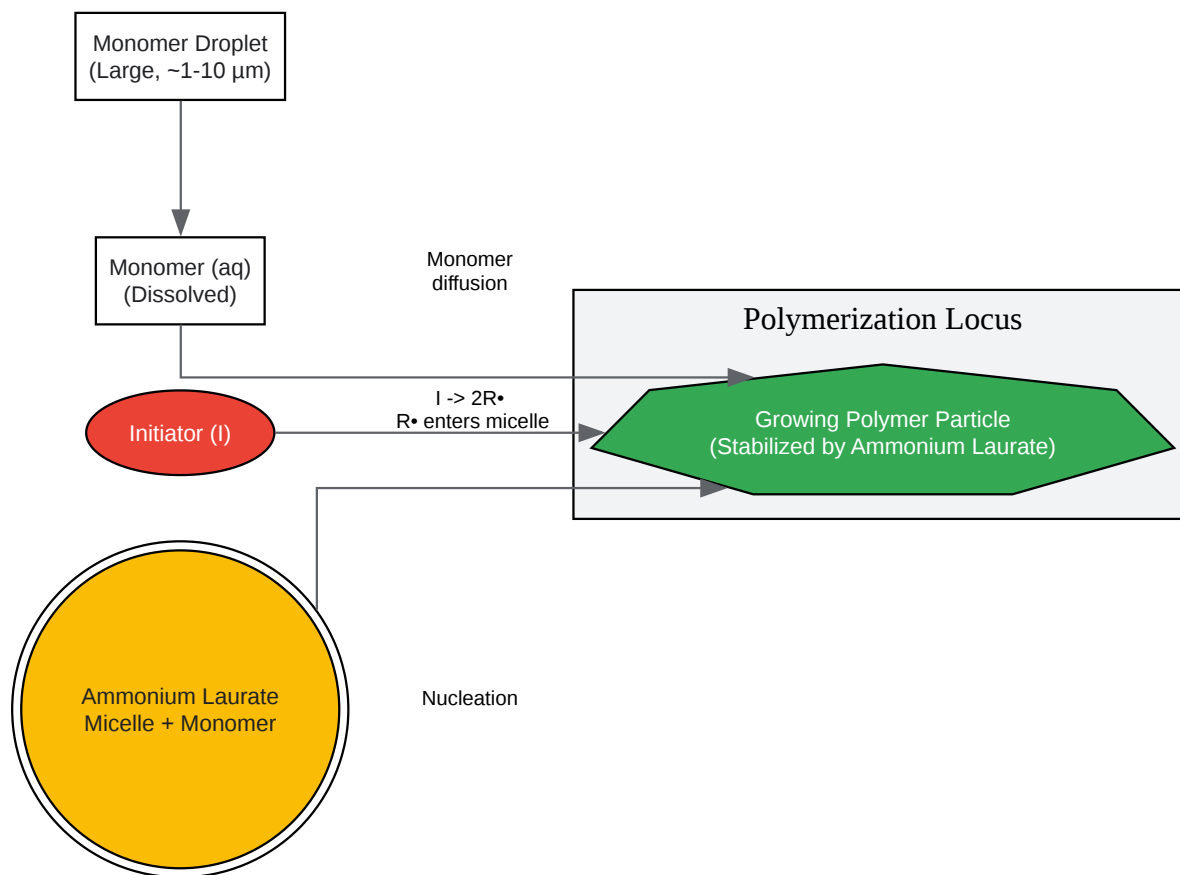 Monomer Droplet
(Large, ~1-10 µm)
Monomer (aq)
(Dissolved)
Monomer
diffusion
Polymerization Locus
Initiator (I)
I -> 2R•
R• enters micelle
Growing Polymer Particle
(Stabilized by Ammonium Laurate)
Ammonium Laurate
Micelle + Monomer
Nucleation